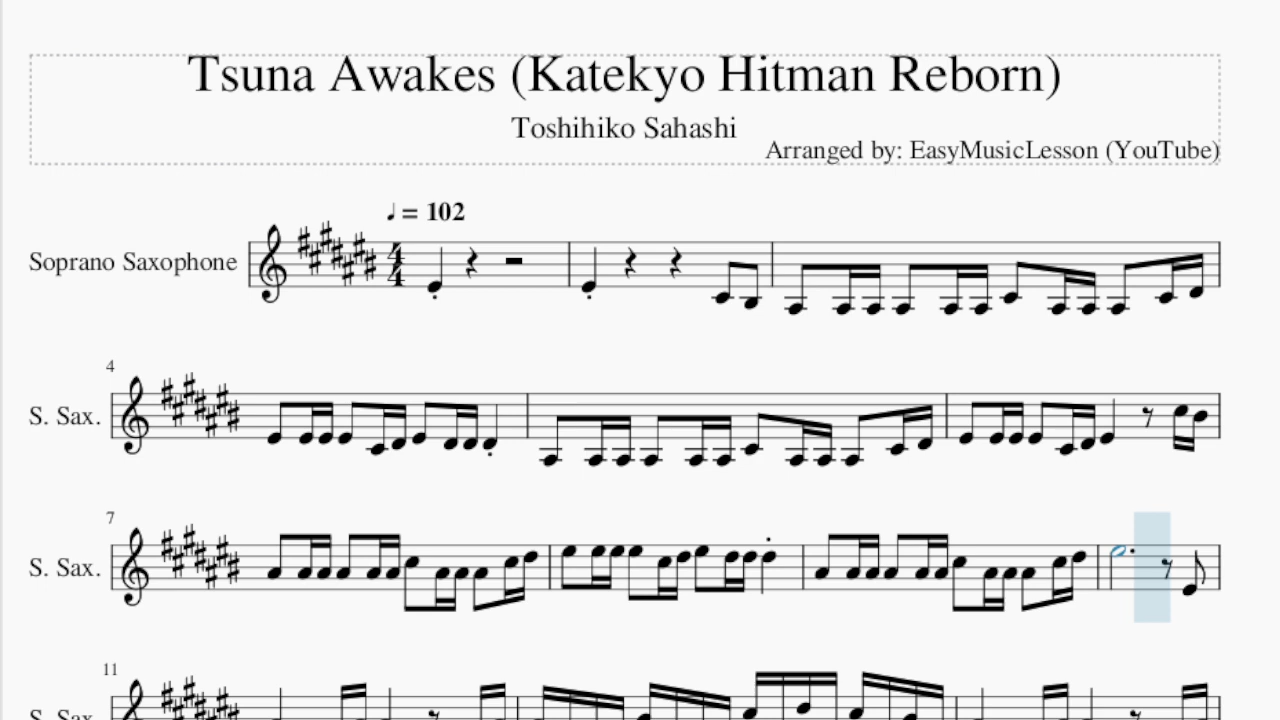 Tsuna Awakes (Katekyo Hitman Reborn)
Toshihiko Sahashi
Arranged by: EasyMusicLesson (YouTube)
♩ = 102
Soprano Saxophone
4
4
4
S. Sax.
7
S. Sax.
11
S. Sax.